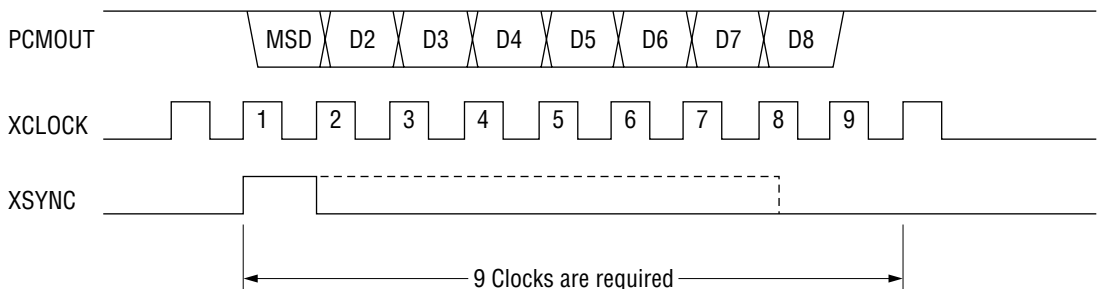 PCMOUT MSD D2 D3 D4 D5 D6 D7 D8
XCLOCK 1 2 3 4 5 6 7 8 9
XSYNC
9 Clocks are required